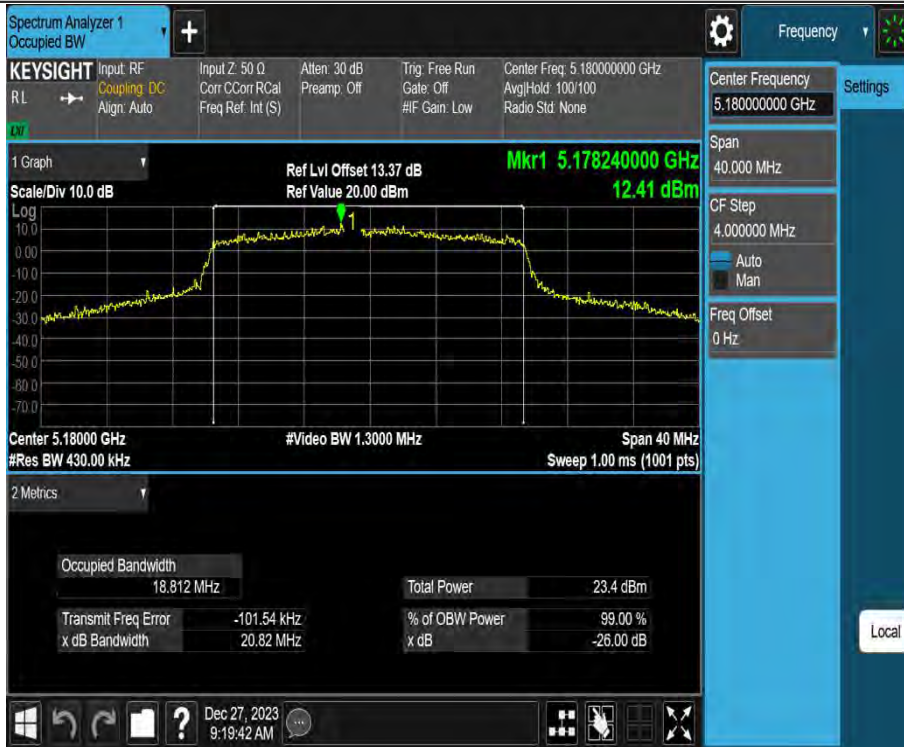 Spectrum Analyzer 1
Occupied BW
+
Frequency
KEYSIGHT
RL
Input: RF
Coupling: DC
Align: Auto
Input Z: 50 Ω
Corr CCorr RCal
Freq Ref: Int (S)
Atten: 30 dB
Preamp: Off
Trig: Free Run
Gate: Off
#IF Gain: Low
Center Freq: 5.180000000 GHz
Avg|Hold: 100/100
Radio Std: None
LXI
1 Graph
Scale/Div 10.0 dB
Ref Lvl Offset 13.37 dB
Ref Value 20.00 dBm
Mkr1 5.178240000 GHz
12.41 dBm
Log
10.0
0.00
-10.0
-20.0
-30.0
-40.0
-50.0
-60.0
-70.0
1
Center 5.18000 GHz
#Video BW 1.3000 MHz
Span 40 MHz
#Res BW 430.00 kHz
Sweep 1.00 ms (1001 pts)
2 Metrics
Occupied Bandwidth
18.812 MHz
Total Power 23.4 dBm
Transmit Freq Error -101.54 kHz
% of OBW Power 99.00 %
x dB Bandwidth 20.82 MHz
x dB -26.00 dB
Center Frequency
5.180000000 GHz
Settings
Span
40.000 MHz
CF Step
4.000000 MHz
Auto
Man
Freq Offset
0 Hz
Local
?
Dec 27, 2023
9:19:42 AM